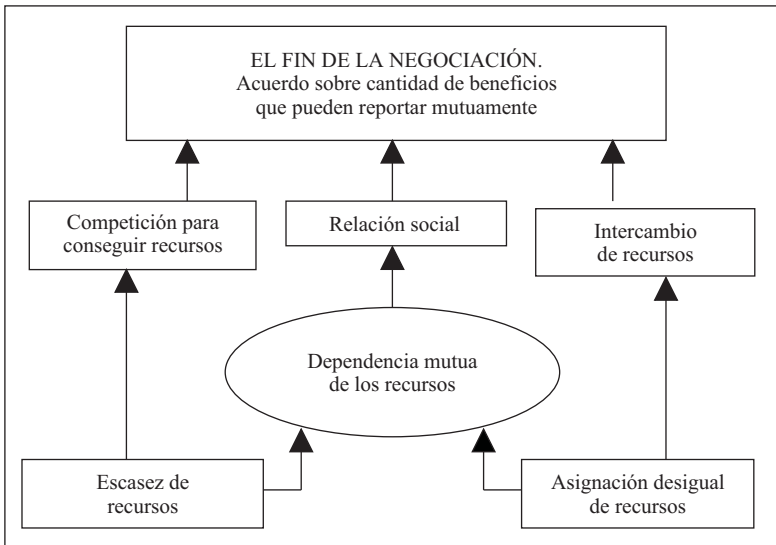 EL FIN DE LA NEGOCIACIÓN.
Acuerdo sobre cantidad de beneficios
que pueden reportar mutuamente
Competición para
conseguir recursos
Relación social
Intercambio
de recursos
Dependencia mutua
de los recursos
Escasez de
recursos
Asignación desigual
de recursos